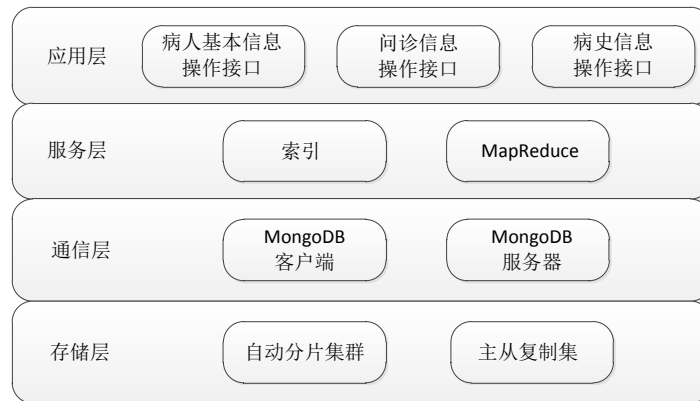 应用层
病人基本信息
操作接口
问诊信息
操作接口
病史信息
操作接口
服务层
索引
MapReduce
通信层
MongoDB
客户端
MongoDB
服务器
存储层
自动分片集群
主从复制集